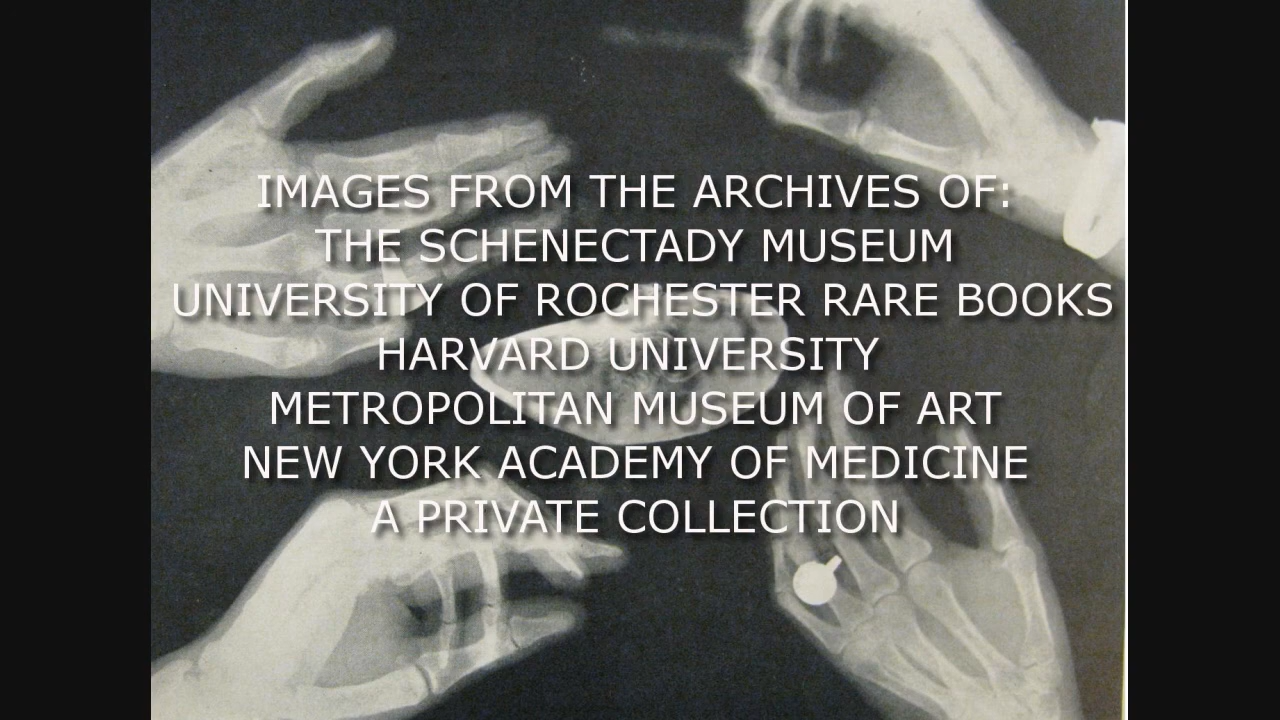 IMAGES FROM THE ARCHIVES OF:
THE SCHENECTADY MUSEUM
UNIVERSITY OF ROCHESTER RARE BOOKS
HARVARD UNIVERSITY
METROPOLITAN MUSEUM OF ART
NEW YORK ACADEMY OF MEDICINE
A PRIVATE COLLECTION